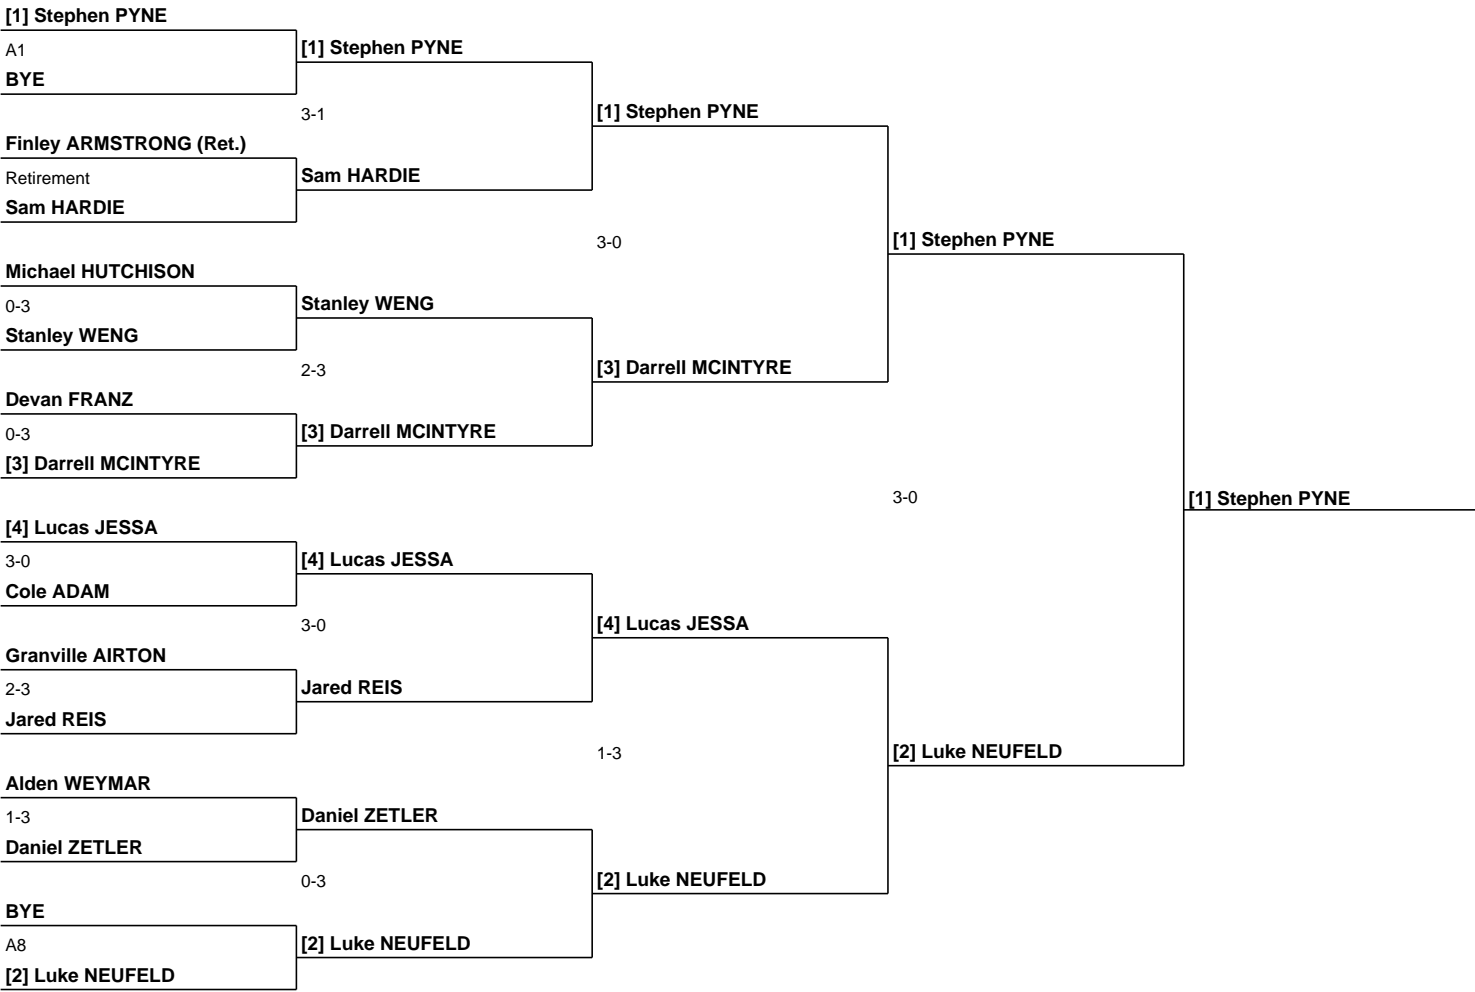 [1] Stephen PYNE
A1
BYE
Finley ARMSTRONG (Ret.)
Retirement
Sam HARDIE
Michael HUTCHISON
0-3
Stanley WENG
Devan FRANZ
0-3
[3] Darrell MCINTYRE
[4] Lucas JESSA
3-0
Cole ADAM
Granville AIRTON
2-3
Jared REIS
Alden WEYMAR
1-3
Daniel ZETLER
BYE
A8
[2] Luke NEUFELD
[1] Stephen PYNE
3-1
Sam HARDIE
Stanley WENG
2-3
[3] Darrell MCINTYRE
[4] Lucas JESSA
3-0
Jared REIS
Daniel ZETLER
0-3
[2] Luke NEUFELD
[1] Stephen PYNE
3-0
[3] Darrell MCINTYRE
[4] Lucas JESSA
1-3
[2] Luke NEUFELD
[1] Stephen PYNE
3-0
[2] Luke NEUFELD
[1] Stephen PYNE